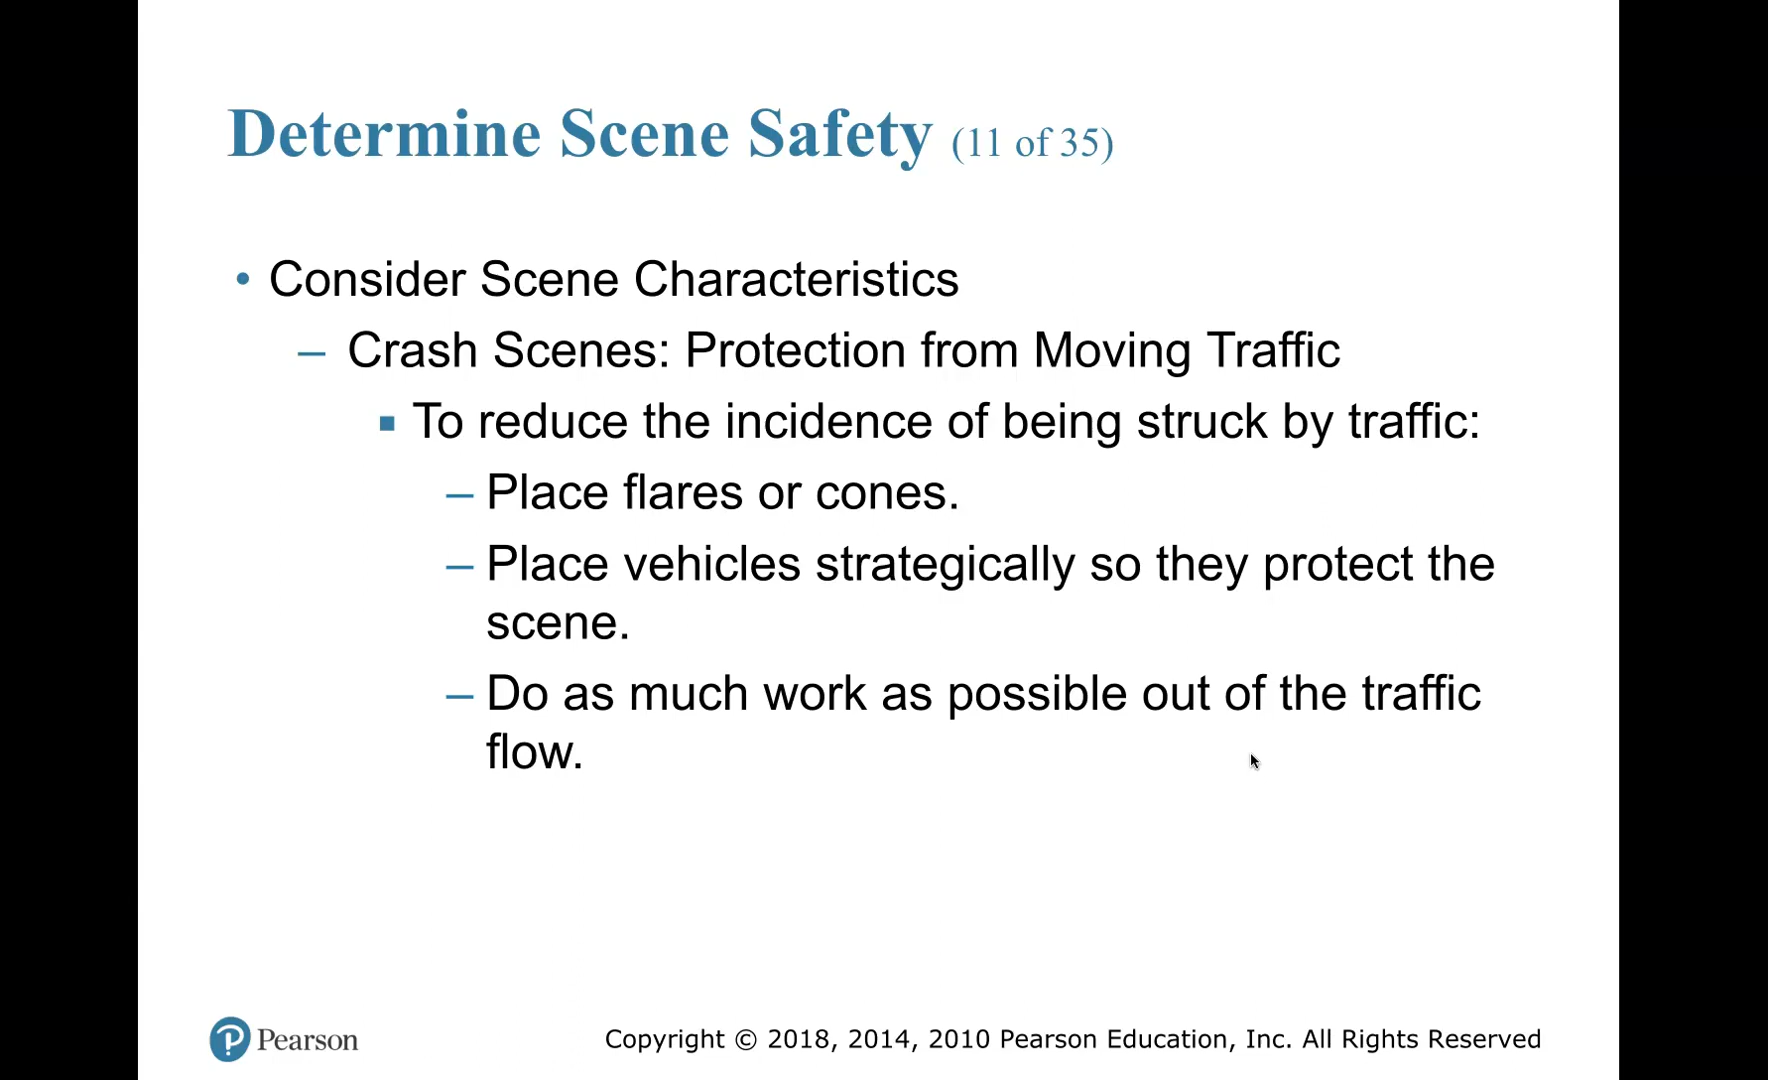 Determine Scene Safety (11 of 35)
• Consider Scene Characteristics
– Crash Scenes: Protection from Moving Traffic
▪ To reduce the incidence of being struck by traffic:
– Place flares or cones.
– Place vehicles strategically so they protect the
scene.
– Do as much work as possible out of the traffic
flow.
Pearson
Copyright © 2018, 2014, 2010 Pearson Education, Inc. All Rights Reserved